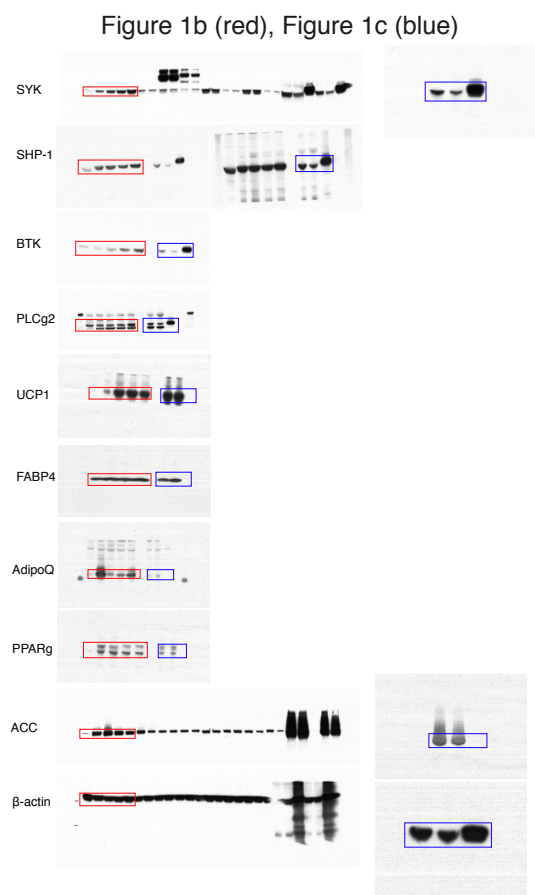 Figure 1b (red), Figure 1c (blue)
SYK
SHP-1
BTK
PLCg2
UCP1
FABP4
AdipoQ
PPARg
ACC
β-actin